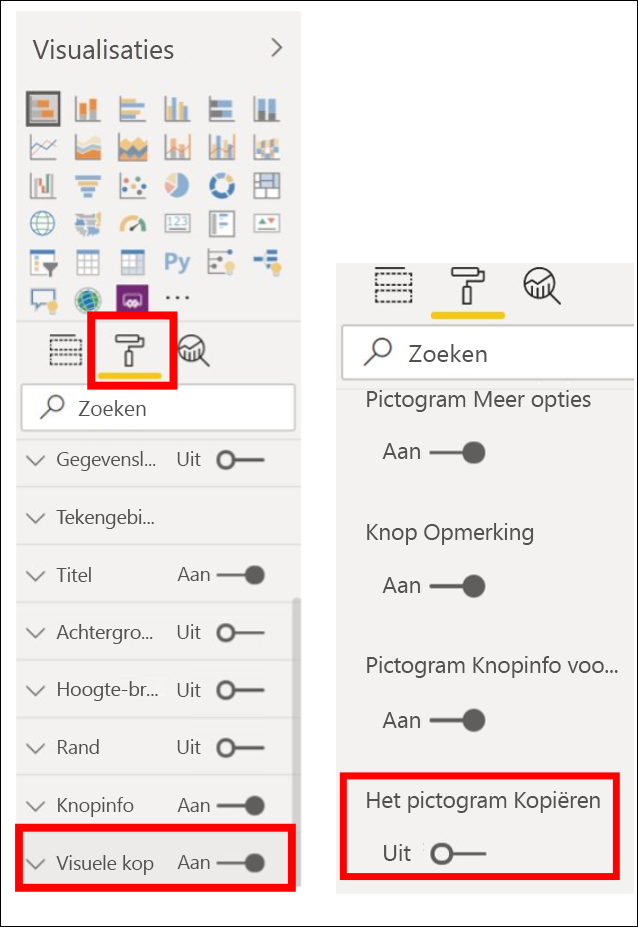 Visualisaties
123
Py
Zoeken
Gegevensl... Uit
Tekengebi...
Titel Aan
Achtergro... Uit
Hoogte-br... Uit
Rand Uit
Knopinfo Aan
Visuele kop Aan
Zoeken
Pictogram Meer opties
Aan
Knop Opmerking
Aan
Pictogram Knopinfo voo...
Aan
Het pictogram Kopiëren
Uit